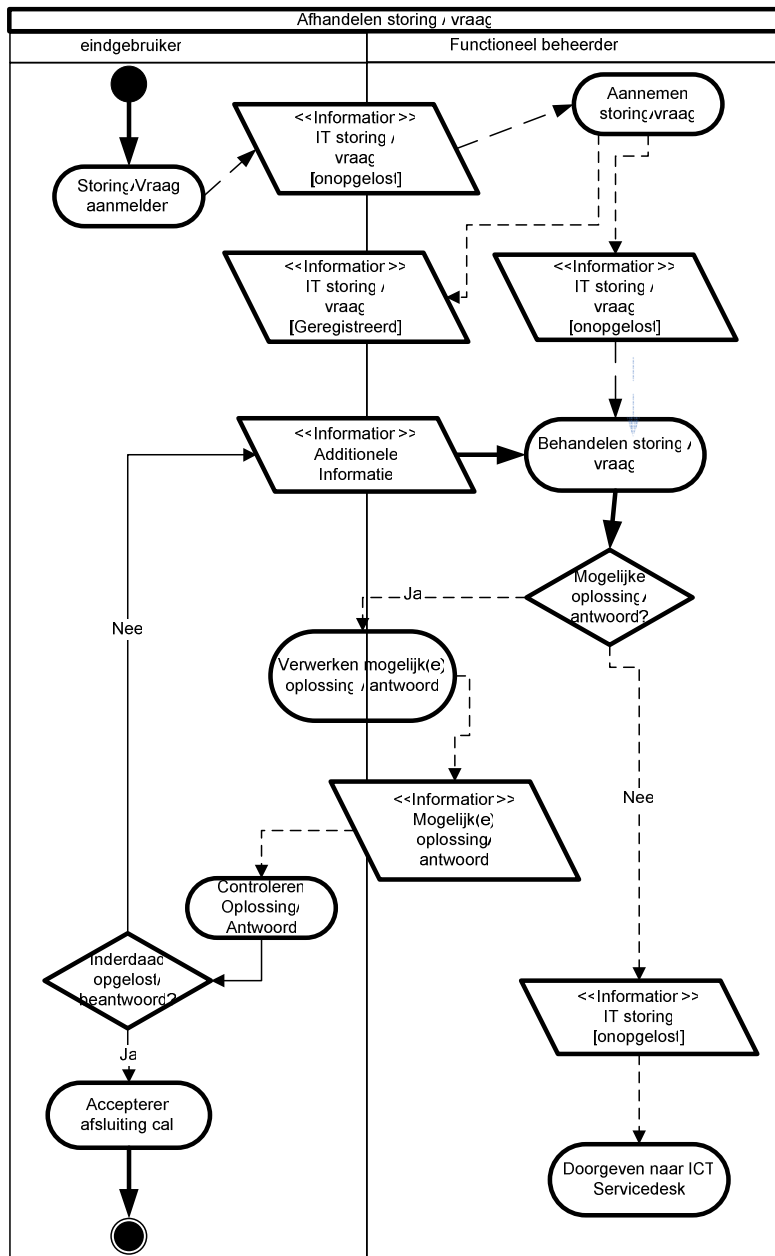 Afhandelen storing / vraag
eindgebruiker
Functioneel beheerder
<<Information>>
IT storing /
vraag
[onopgelost]
Aannemen
storing/vraag
Storing/Vraag
aanmelder
<<Information>>
IT storing /
vraag
[Geregistreerd]
<<Information>>
IT storing /
vraag
[onopgelost]
<<Information>>
Additionele
Informatie
Behandelen storing /
vraag
Mogelijke
oplossing/
antwoord?
Ja
Nee
Verwerken mogelijk(e)
oplossing / antwoord
<<Information>>
Mogelijk(e)
oplossing/
antwoord
Nee
Controleren
Oplossing/
Antwoord
Inderdaad
opgelost/
beantwoord?
<<Information>>
IT storing
[onopgelost]
Ja
Accepterer
afsluiting cal
Doorgeven naar ICT
Servicedesk